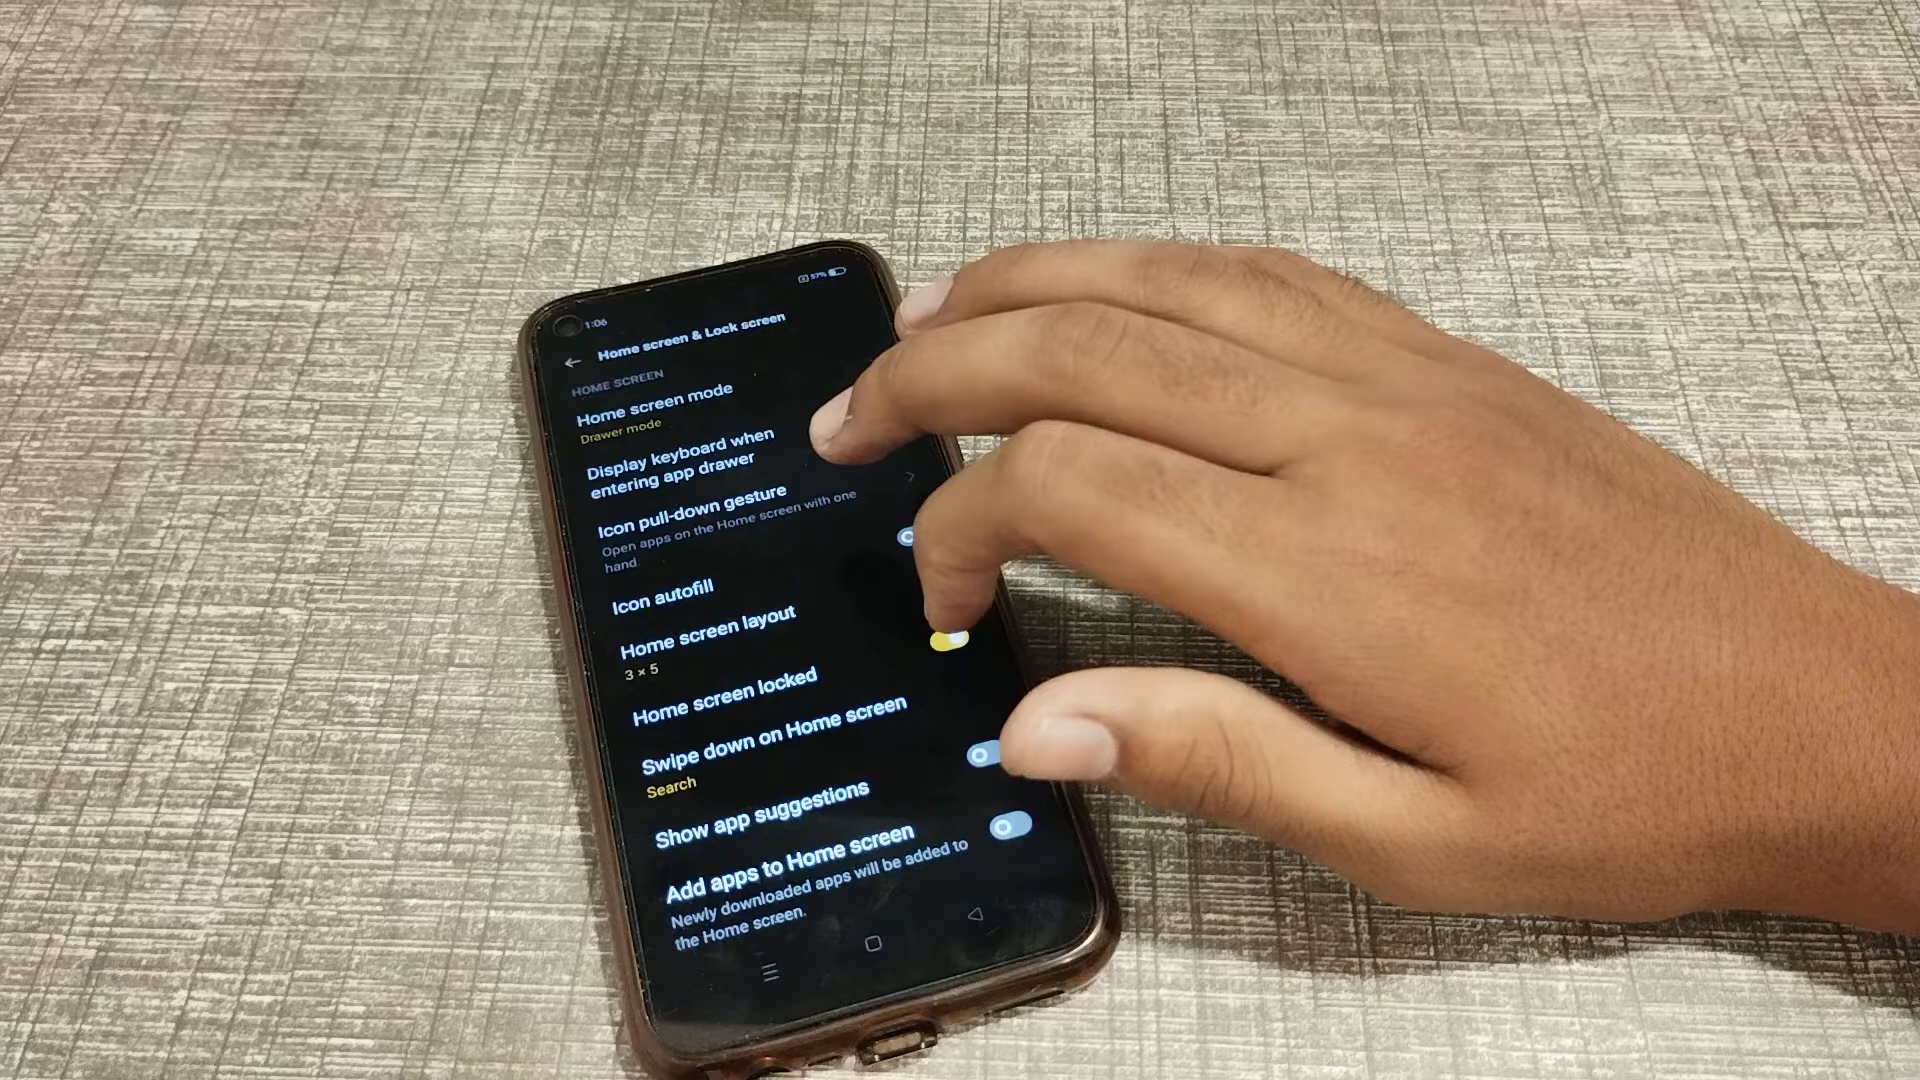 1:06
57%
Home screen & Lock screen
HOME SCREEN
Home screen mode
Drawer mode
Display keyboard when
entering app drawer
Icon pull-down gesture
Open apps on the Home screen with one
hand.
Icon autofill
Home screen layout
3 × 5
Home screen locked
Swipe down on Home screen
Search
Show app suggestions
Add apps to Home screen
Newly downloaded apps will be added to
the Home screen.